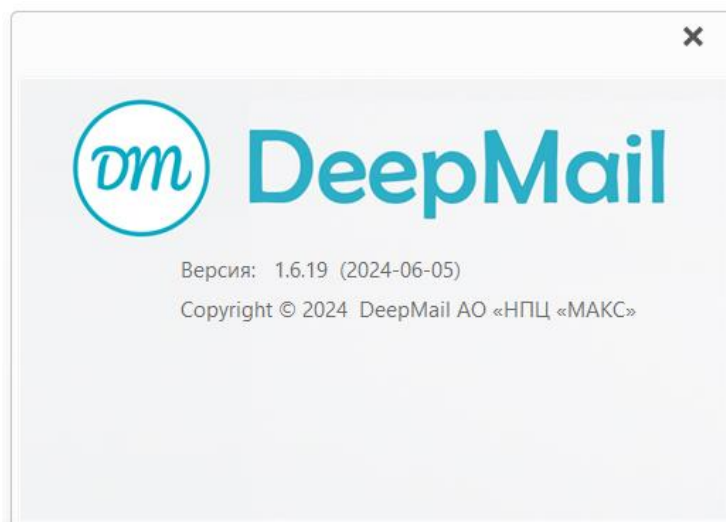 DM DeepMail
Версия: 1.6.19 (2024-06-05)
Copyright © 2024 DeepMail АО «НПЦ «МАКС»